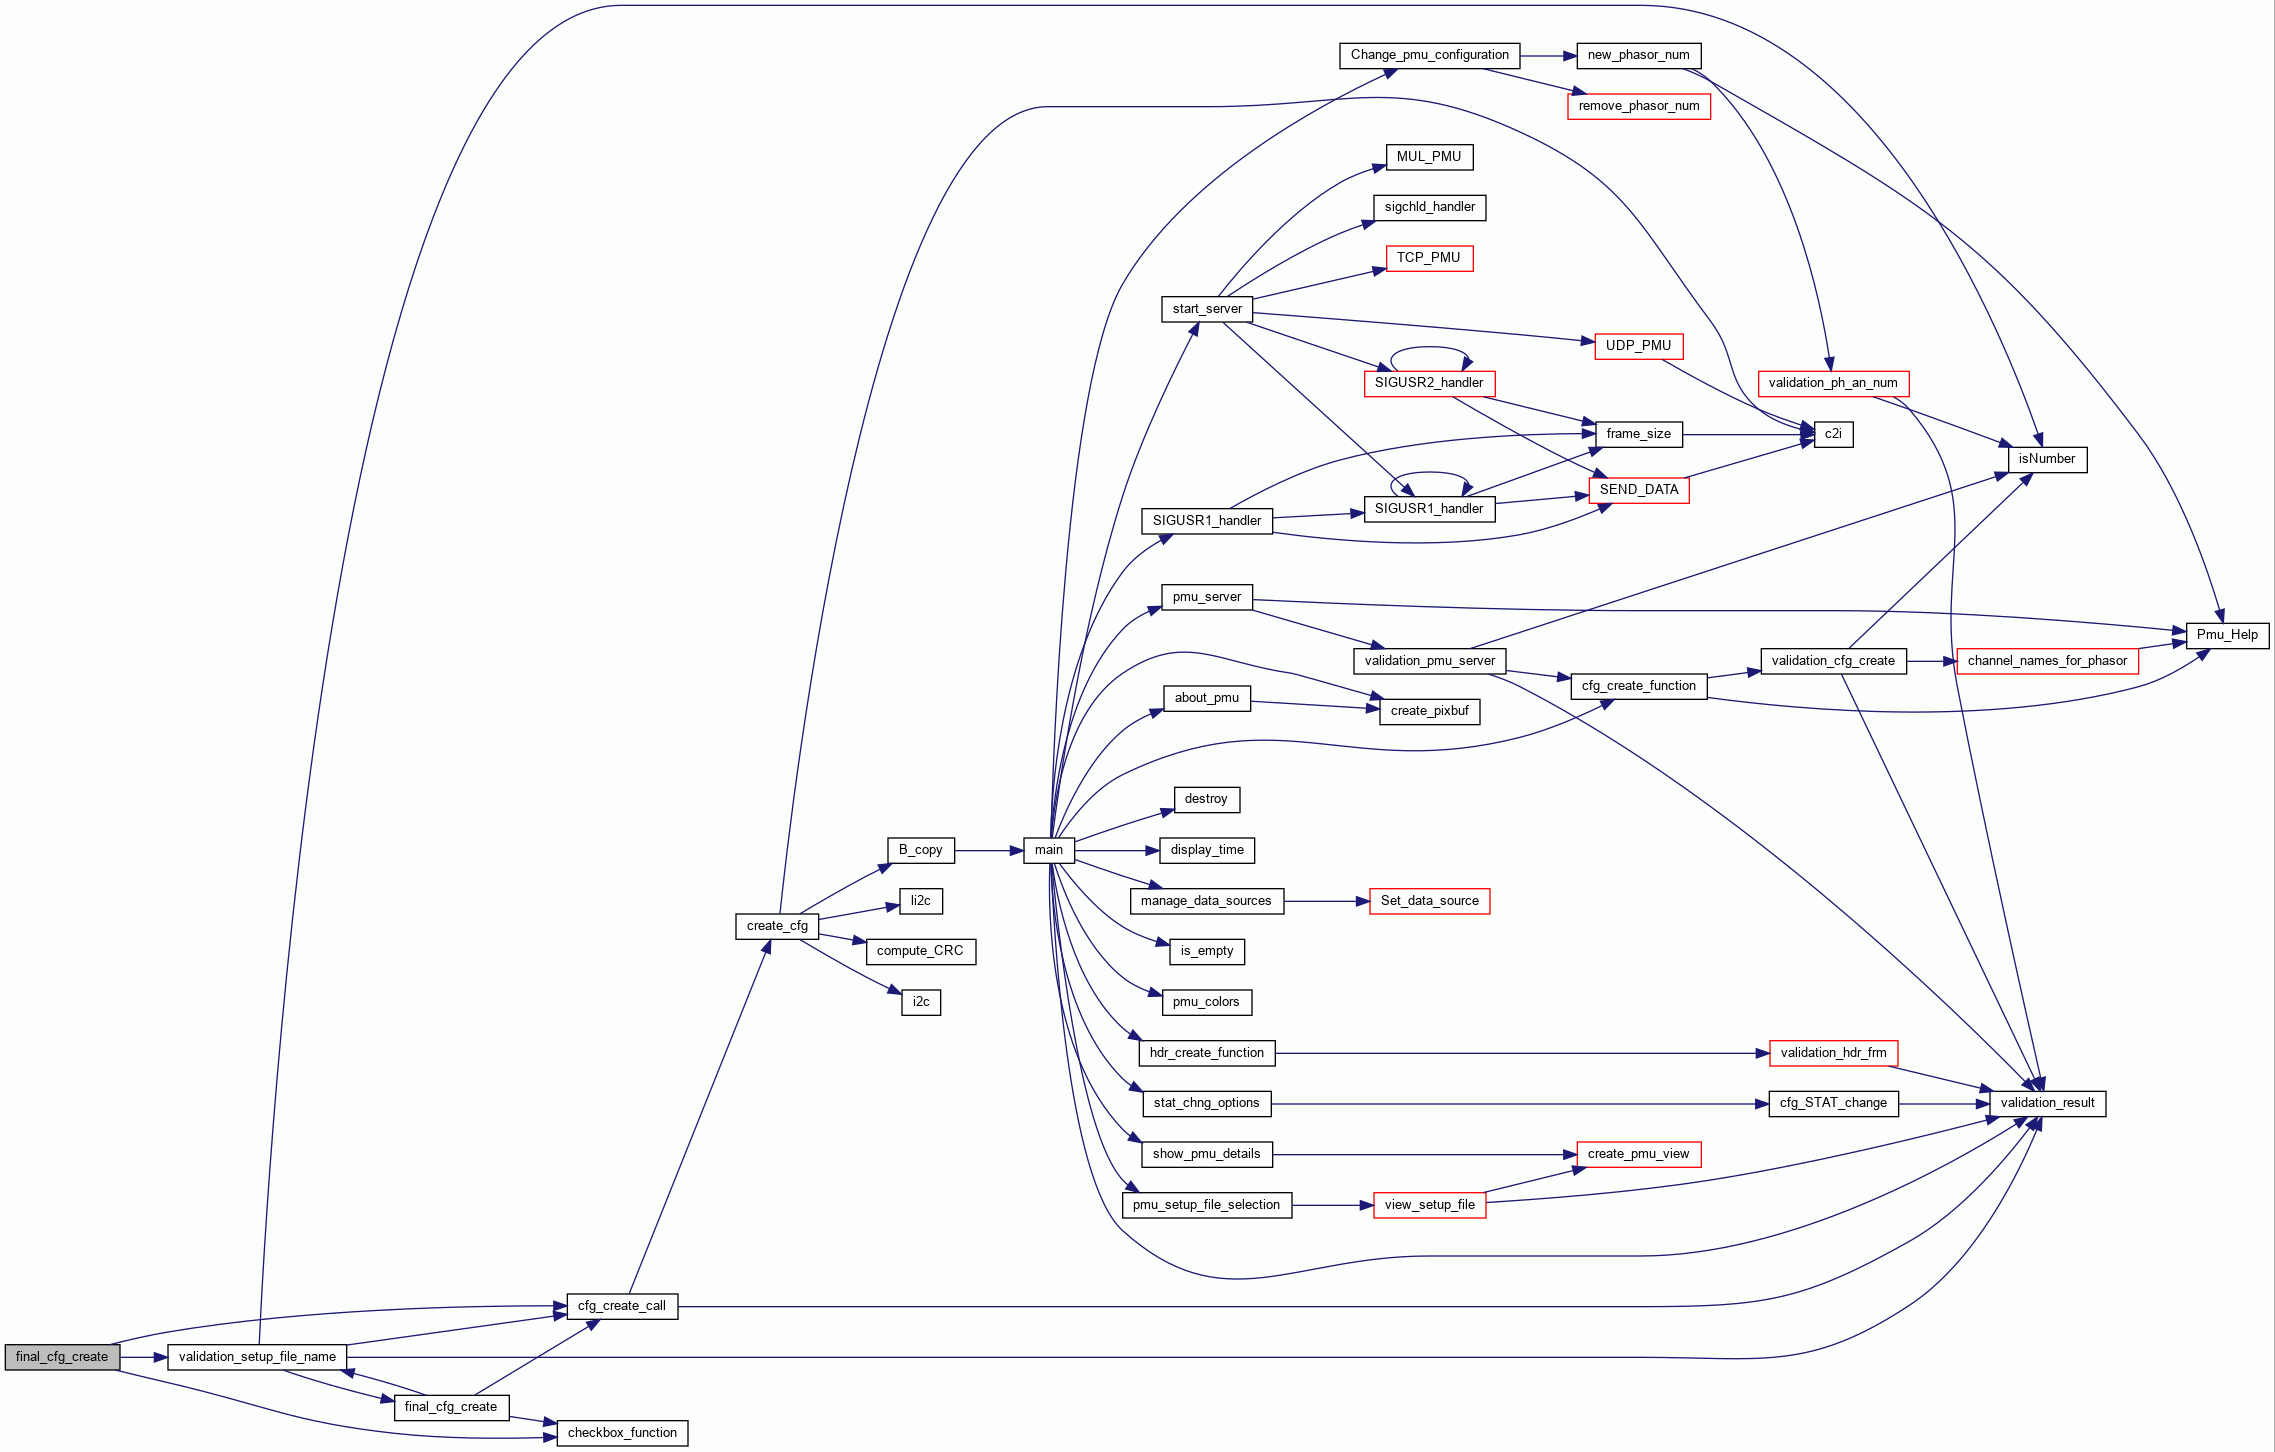 Change_pmu_configuration
new_phasor_num
remove_phasor_num
MUL_PMU
sigchld_handler
TCP_PMU
start_server
UDP_PMU
SIGUSR2_handler
validation_ph_an_num
frame_size
c2i
isNumber
SEND_DATA
SIGUSR1_handler
SIGUSR1_handler
pmu_server
Pmu_Help
validation_pmu_server
validation_cfg_create
channel_names_for_phasor
cfg_create_function
about_pmu
create_pixbuf
destroy
B_copy
main
display_time
li2c
manage_data_sources
Set_data_source
create_cfg
compute_CRC
is_empty
i2c
pmu_colors
hdr_create_function
validation_hdr_frm
stat_chng_options
cfg_STAT_change
validation_result
show_pmu_details
create_pmu_view
pmu_setup_file_selection
view_setup_file
cfg_create_call
final_cfg_create
validation_setup_file_name
final_cfg_create
checkbox_function